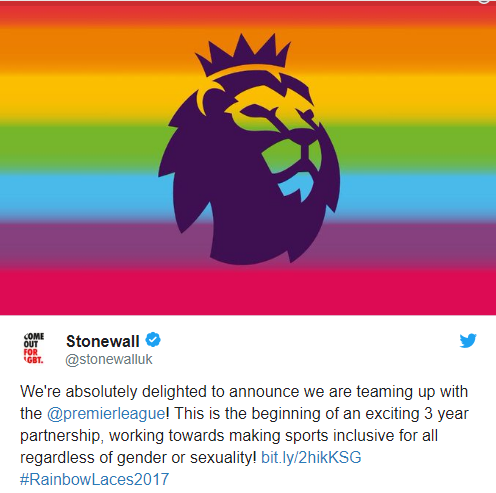 COME
OUT
FOR
LGBT.
Stonewall
@stonewalluk
We're absolutely delighted to announce we are teaming up with
the @premierleague! This is the beginning of an exciting 3 year
partnership, working towards making sports inclusive for all
regardless of gender or sexuality! bit.ly/2hikKSG
#RainbowLaces2017